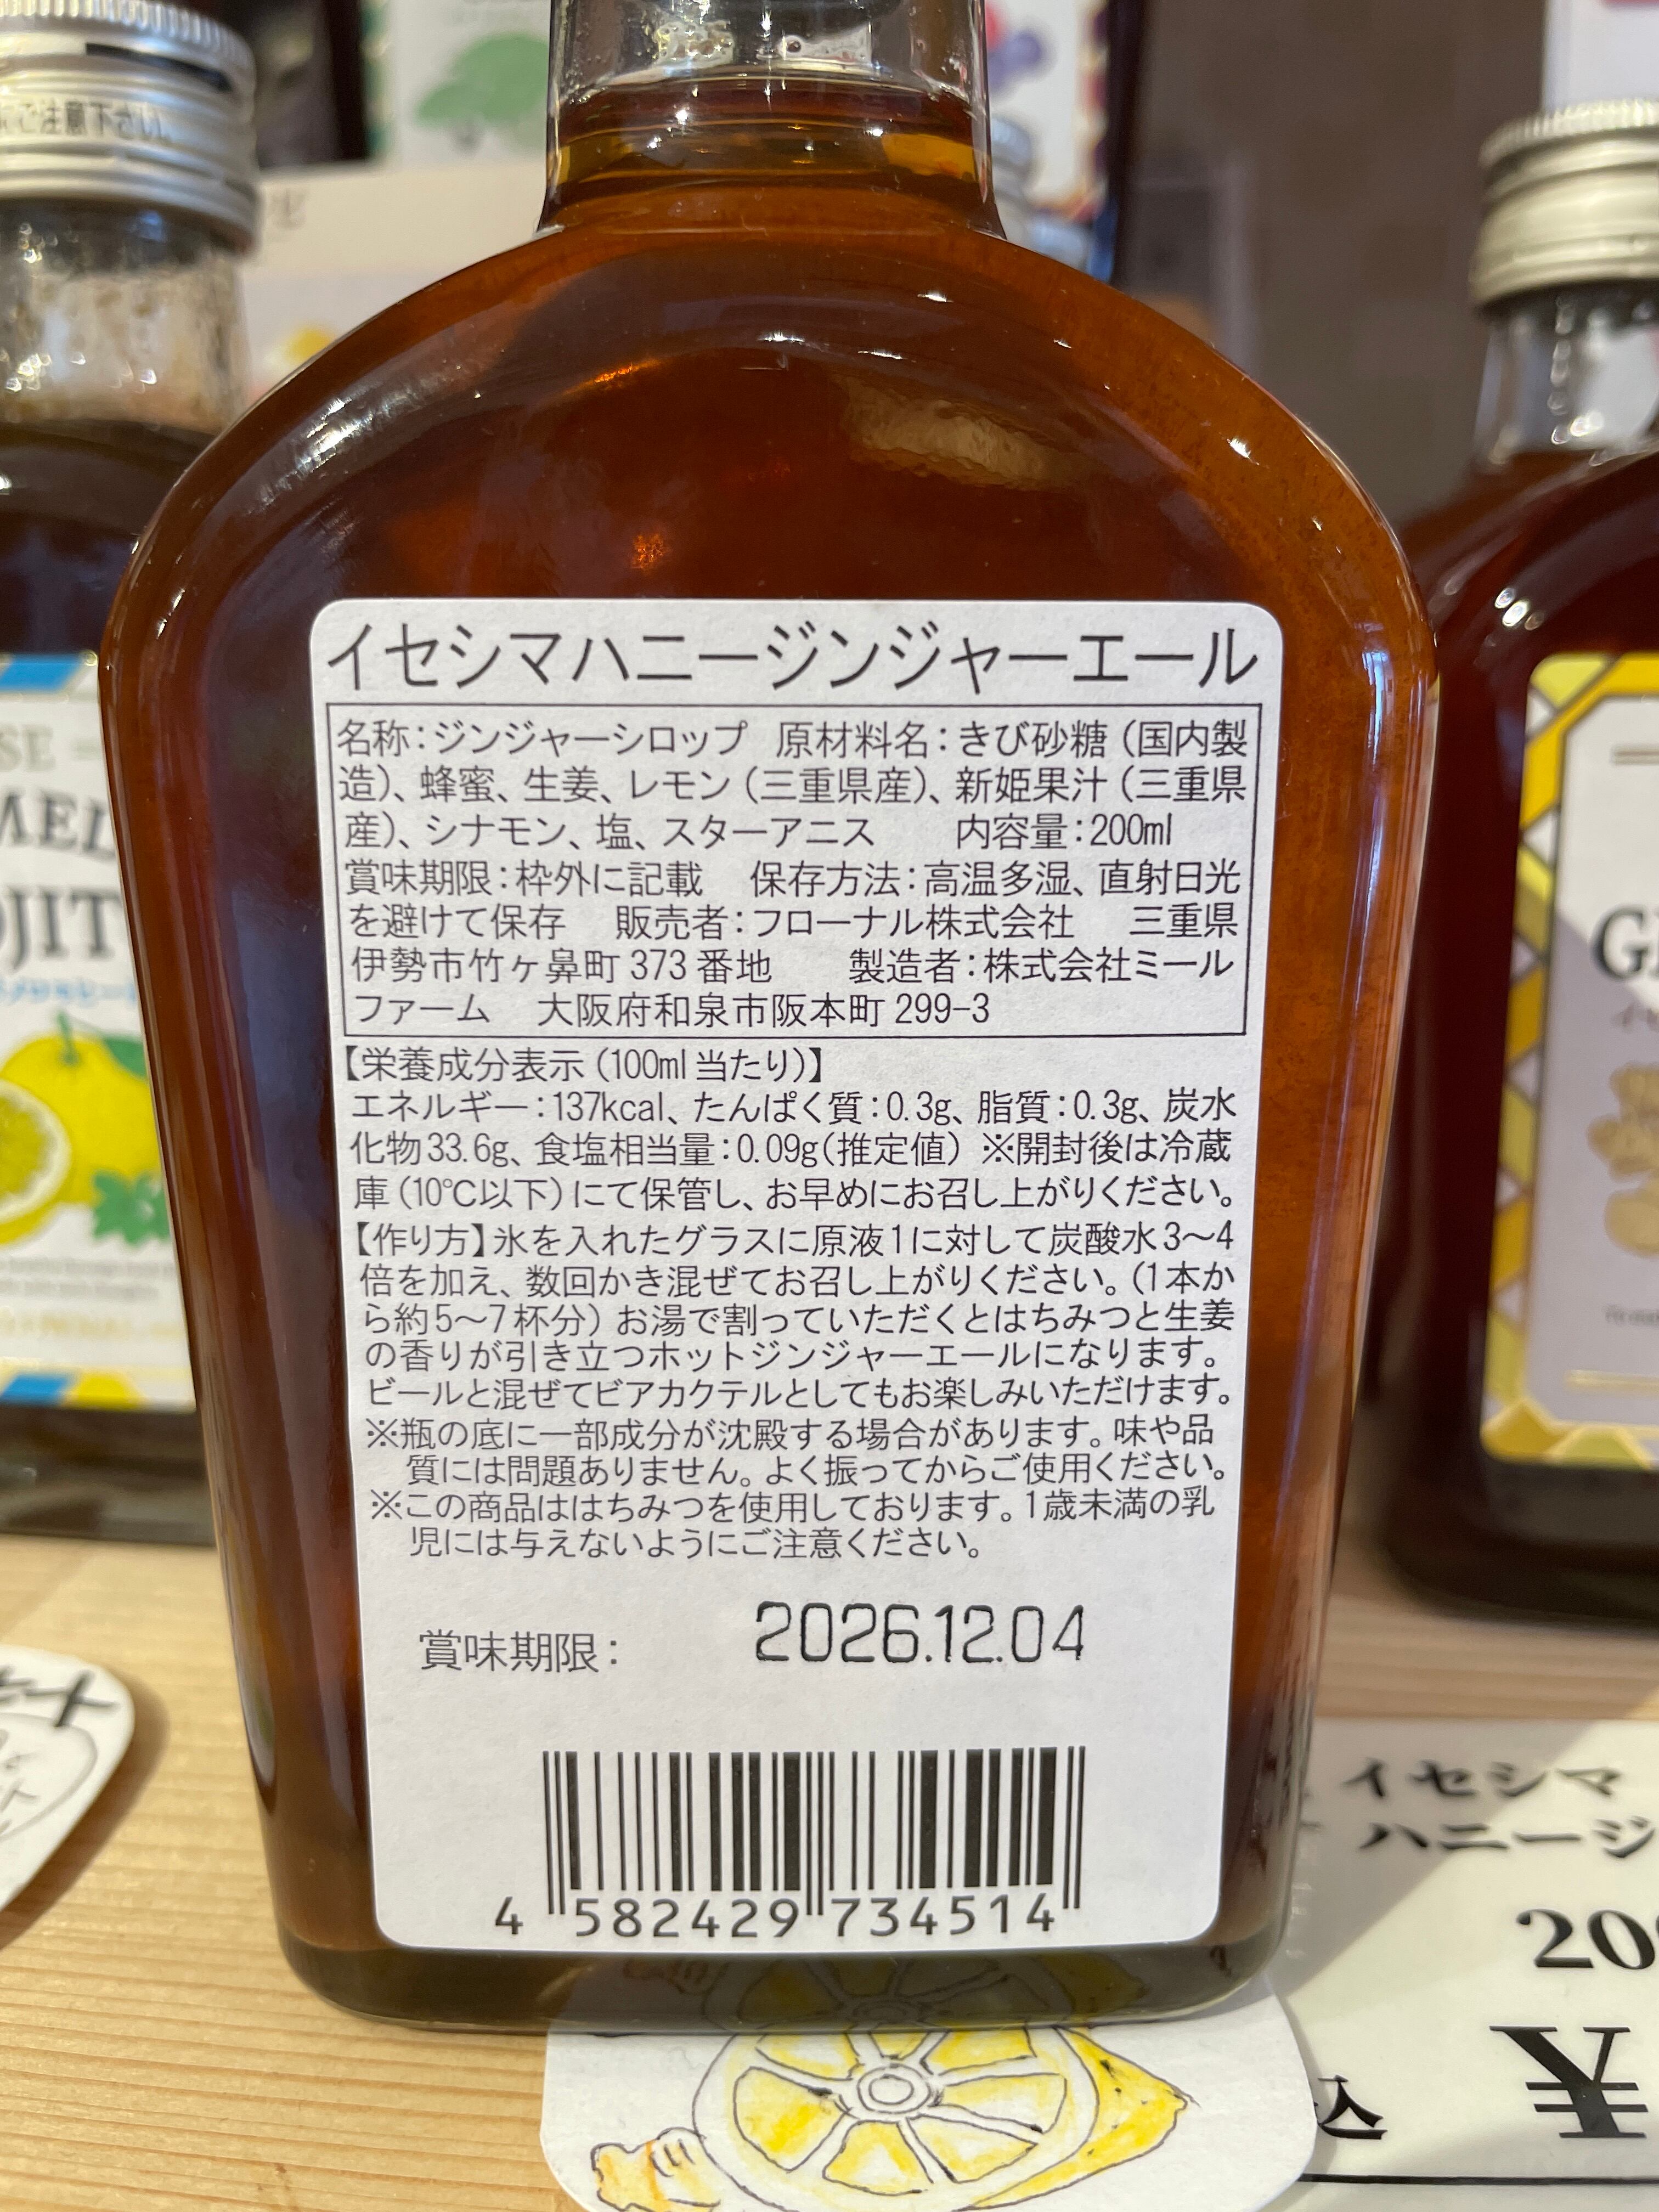 イセシマハニージンジャーエール
名称：ジンジャーシロップ 原材料名：きび砂糖（国内製
造）、蜂蜜、生姜、レモン（三重県産）、新姫果汁（三重県
産）、シナモン、塩、スターアニス 内容量：200ml
賞味期限：枠外に記載 保存方法：高温多湿、直射日光
を避けて保存 販売者：フローナル株式会社 三重県
伊勢市竹ヶ鼻町 373 番地 製造者：株式会社ミール
ファーム 大阪府和泉市阪本町 299-3
【栄養成分表示（100ml 当たり）】
エネルギー：137kcal、たんぱく質：0.3g、脂質：0.3g、炭水
化物 33.6g、食塩相当量：0.09g（推定値） ※開封後は冷蔵
庫（10℃以下）にて保管し、お早めにお召し上がりください。
【作り方】氷を入れたグラスに原液1に対して炭酸水3〜4
倍を加え、数回かき混ぜてお召し上がりください。（1本か
ら約5〜7杯分）お湯で割っていただくとはちみつと生姜
の香りが引き立つホットジンジャーエールになります。
ビールと混ぜてビアカクテルとしてもお楽しみいただけます。
※瓶の底に一部成分が沈殿する場合があります。味や品
質には問題ありません。よく振ってからご使用ください。
※この商品ははちみつを使用しております。1歳未満の乳
児には与えないようにご注意ください。
賞味期限： 2026.12.04
4 582429 734514
ご注意下さい。
イセシマ
ハニージ
込 ¥